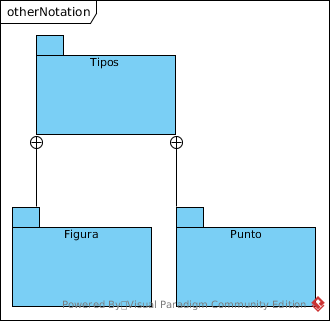 otherNotation
Tipos
Figura
Punto
Powered By Visual Paradigm Community Edition